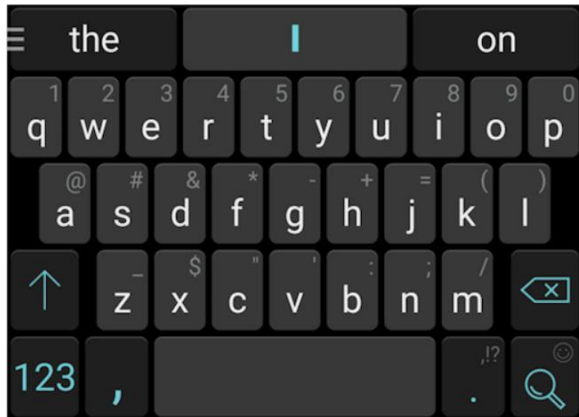 the I on
1 2 3 4 5 6 7 8 9 0
q w e r t y u i o p
@ # & * - + = ( )
a s d f g h j k l
_ $ " ' : ; /
z x c v b n m
,!?
123 , .